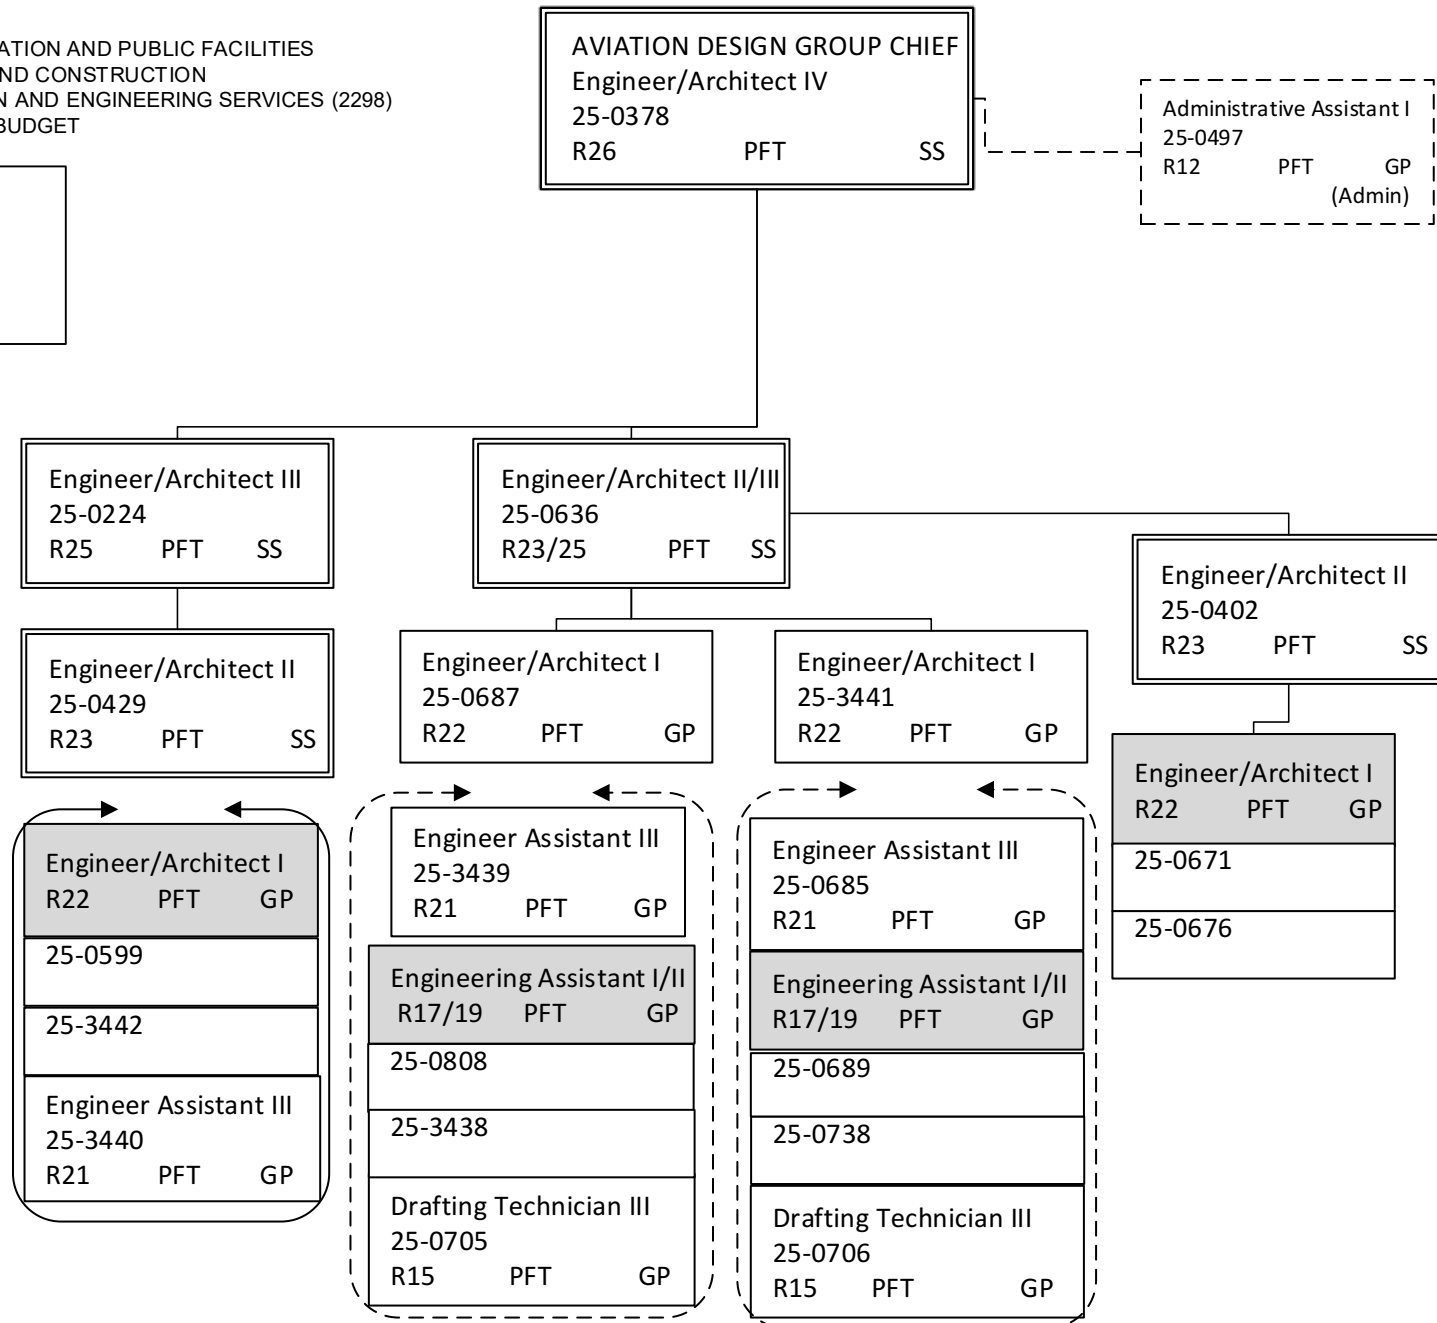 ATION AND PUBLIC FACILITIES
ND CONSTRUCTION
N AND ENGINEERING SERVICES (2298)
BUDGET
AVIATION DESIGN GROUP CHIEF
Engineer/Architect IV
25-0378
R26 PFT SS
Administrative Assistant I
25-0497
R12 PFT GP
(Admin)
Engineer/Architect III
25-0224
R25 PFT SS
Engineer/Architect II/III
25-0636
R23/25 PFT SS
Engineer/Architect II
25-0402
R23 PFT SS
Engineer/Architect II
25-0429
R23 PFT SS
Engineer/Architect I
25-0687
R22 PFT GP
Engineer/Architect I
25-3441
R22 PFT GP
Engineer/Architect I
R22 PFT GP
25-0671
25-0676
Engineer/Architect I
R22 PFT GP
25-0599
25-3442
Engineer Assistant III
25-3440
R21 PFT GP
Engineer Assistant III
25-3439
R21 PFT GP
Engineering Assistant I/II
R17/19 PFT GP
25-0808
25-3438
Drafting Technician III
25-0705
R15 PFT GP
Engineer Assistant III
25-0685
R21 PFT GP
Engineering Assistant I/II
R17/19 PFT GP
25-0689
25-0738
Drafting Technician III
25-0706
R15 PFT GP